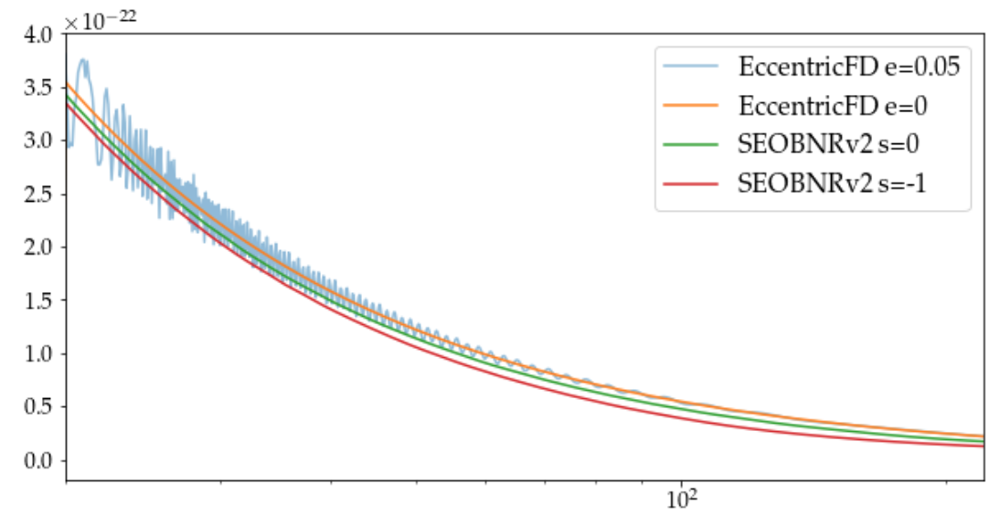 ×10⁻²²
4.0
3.5
3.0
2.5
2.0
1.5
1.0
0.5
0.0
EccentricFD e=0.05
EccentricFD e=0
SEOBNRv2 s=0
SEOBNRv2 s=-1
10²